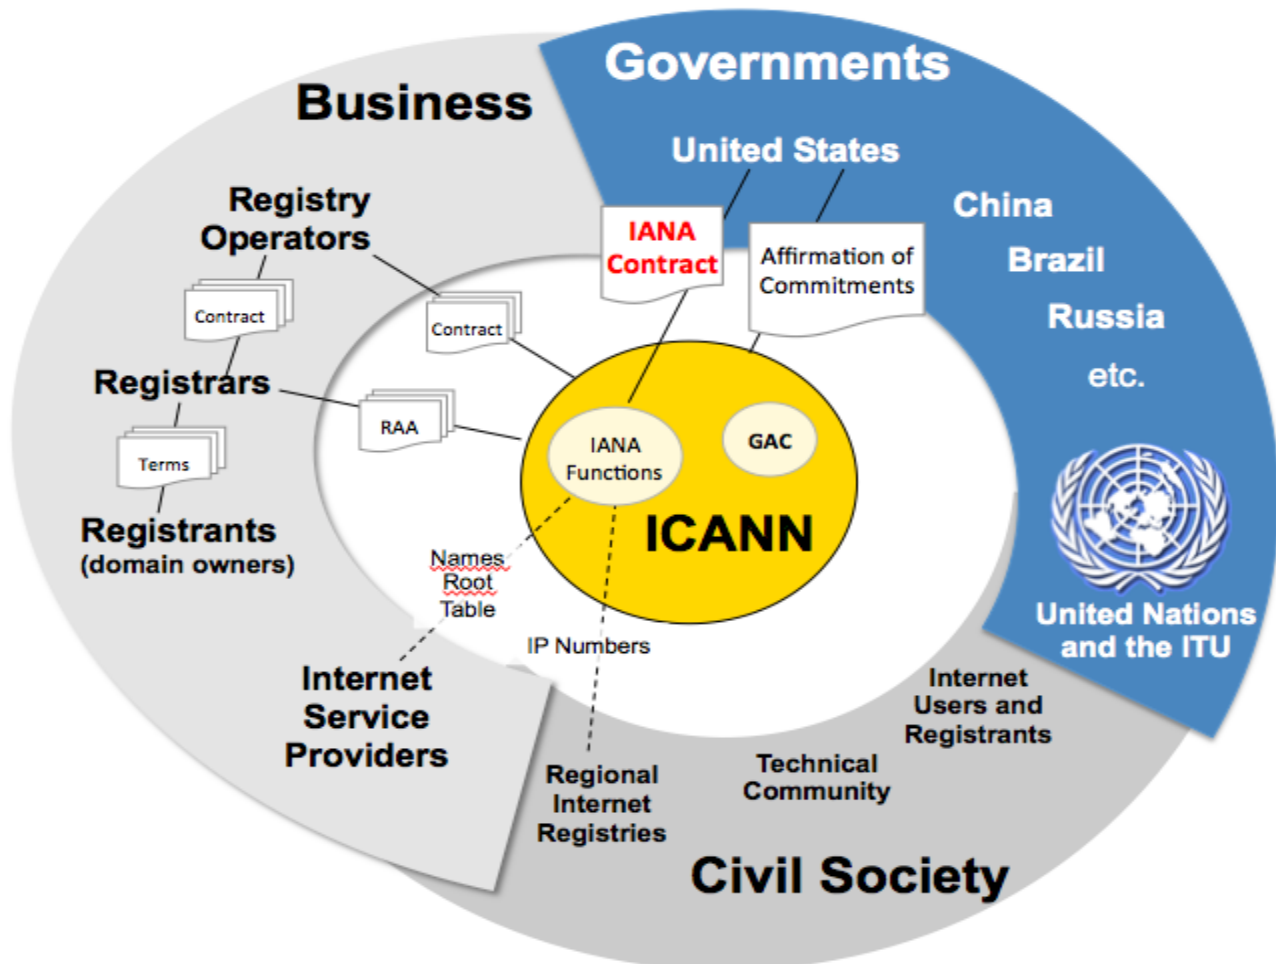 Governments
Business
United States
Registry
Operators
China
IANA
Contract
Affirmation of
Commitments
Brazil
Contract
Contract
Russia
etc.
Registrars
RAA
IANA
Functions
GAC
Terms
Registrants
(domain owners)
ICANN
Names
Root
Table
IP Numbers
United Nations
and the ITU
Internet
Service
Providers
Internet
Users and
Registrants
Regional
Internet
Registries
Technical
Community
Civil Society